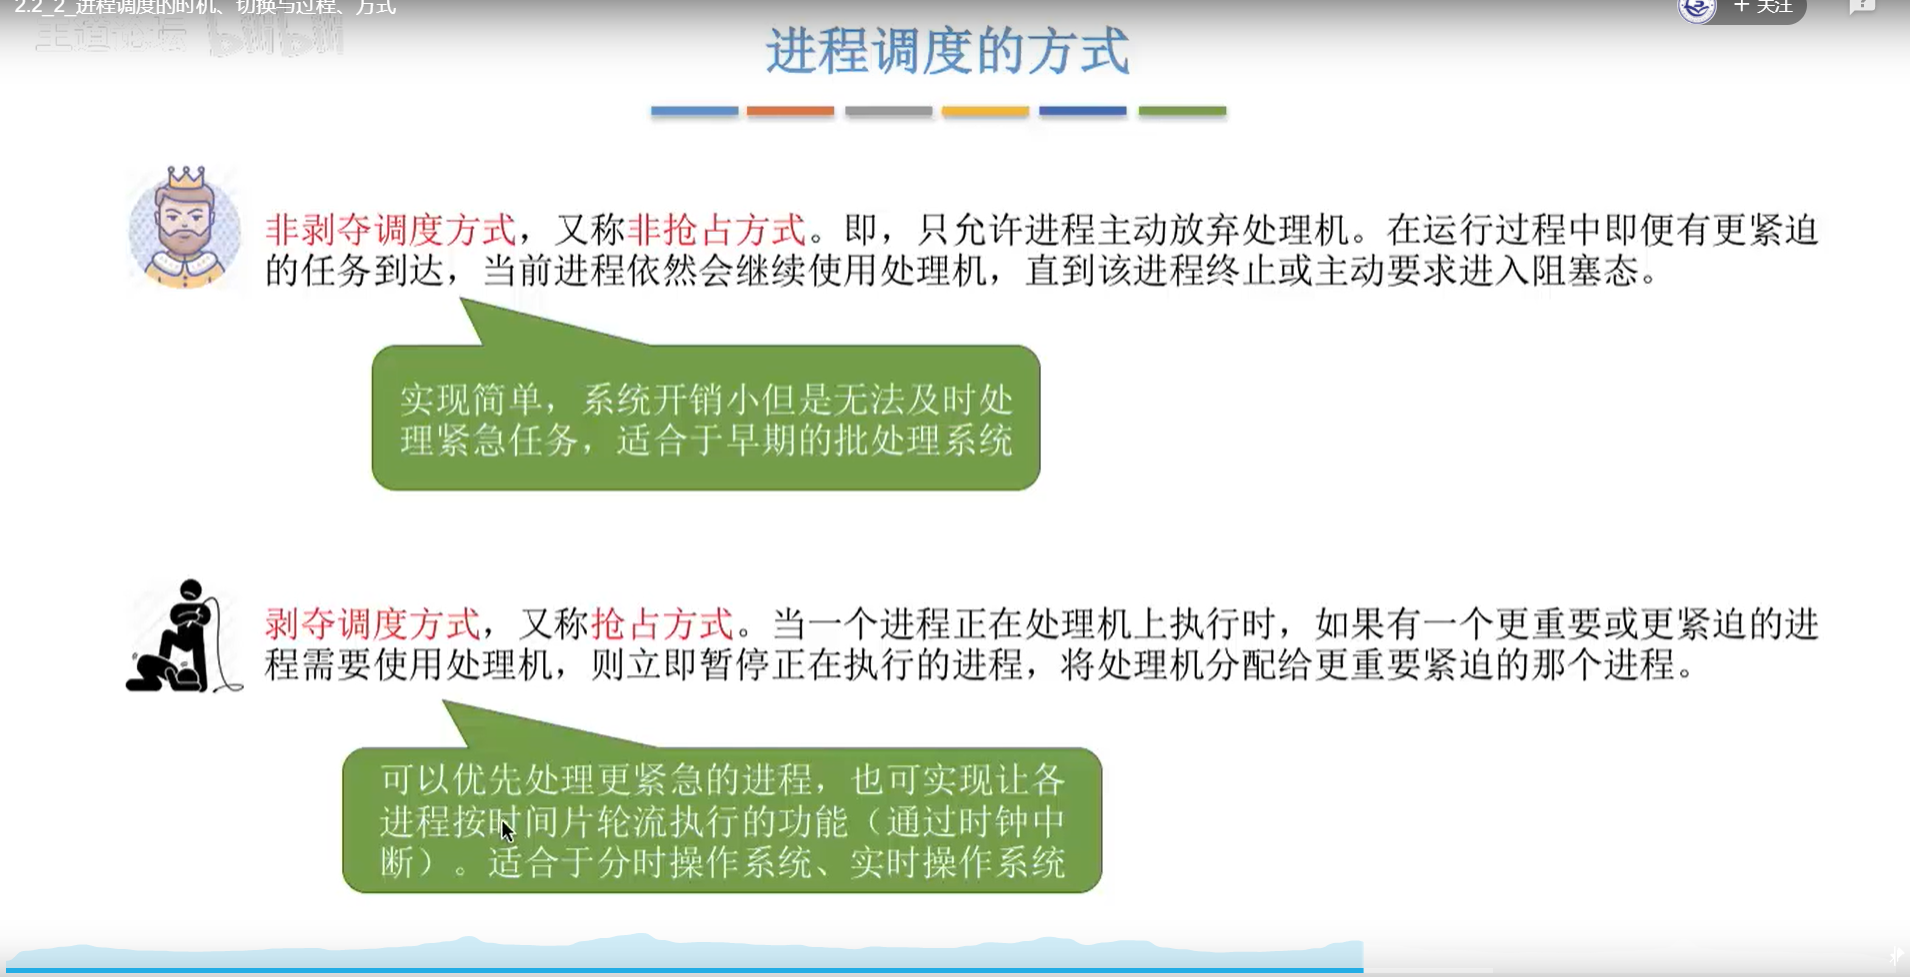 2.2_2_进程调度的时机、切换与过程、方式
+ 关注
王道论坛 bilibili
进程调度的方式
非剥夺调度方式，又称非抢占方式。即，只允许进程主动放弃处理机。在运行过程中即便有更紧迫
的任务到达，当前进程依然会继续使用处理机，直到该进程终止或主动要求进入阻塞态。
实现简单，系统开销小但是无法及时处
理紧急任务，适合于早期的批处理系统
剥夺调度方式，又称抢占方式。当一个进程正在处理机上执行时，如果有一个更重要或更紧迫的进
程需要使用处理机，则立即暂停正在执行的进程，将处理机分配给更重要紧迫的那个进程。
可以优先处理更紧急的进程，也可实现让各
进程按时间片轮流执行的功能（通过时钟中
断）。适合于分时操作系统、实时操作系统